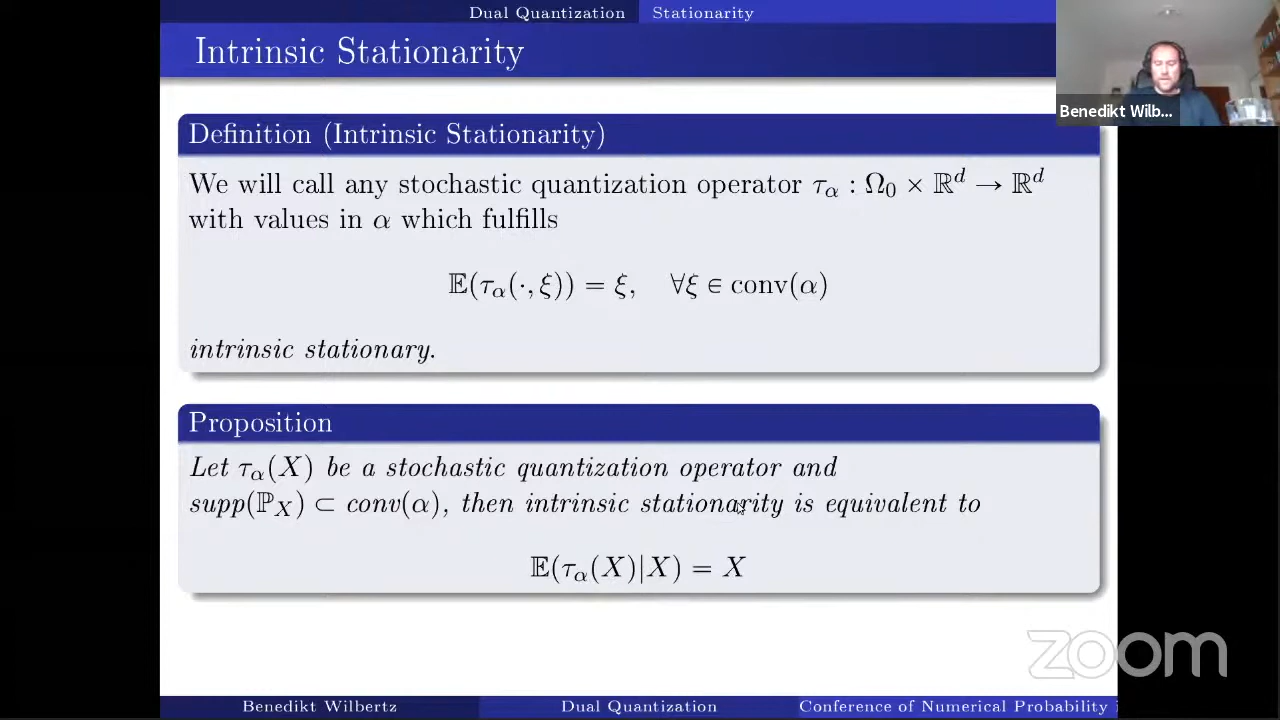 Dual Quantization Stationarity
Intrinsic Stationarity
Benedikt Wilb...
Definition (Intrinsic Stationarity)
We will call any stochastic quantization operator τ_α : Ω₀ × ℝ^d → ℝ^d
with values in α which fulfills
𝔼(τ_α(·, ξ)) = ξ, ∀ξ ∈ conv(α)
intrinsic stationary.
Proposition
Let τ_α(X) be a stochastic quantization operator and
supp(ℙ_X) ⊂ conv(α), then intrinsic stationarity is equivalent to
𝔼(τ_α(X)|X) = X
zoom
Benedikt Wilbertz Dual Quantization Conference of Numerical Probability i